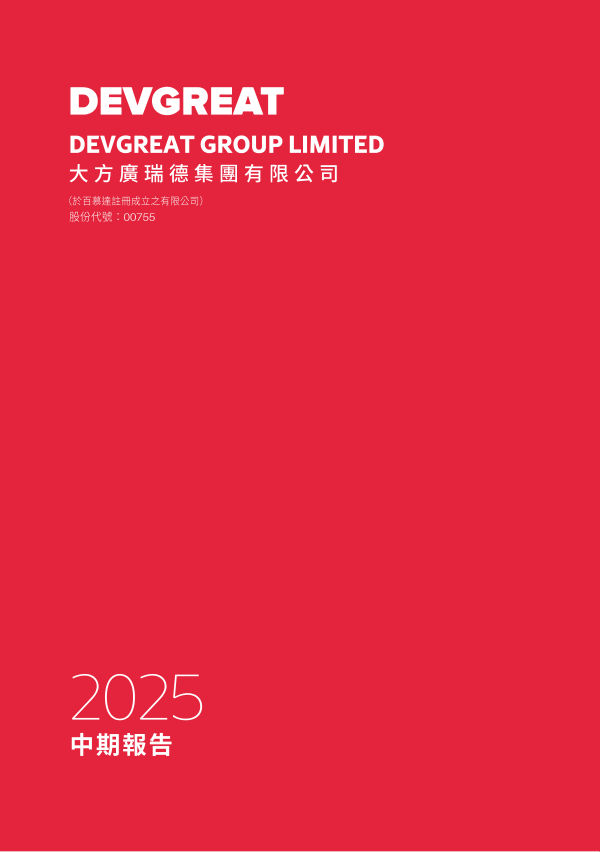 DEVGREAT
DEVGREAT GROUP LIMITED
大方廣瑞德集團有限公司
(於百慕達註冊成立之有限公司)
股份代號：00755
2025
中期報告